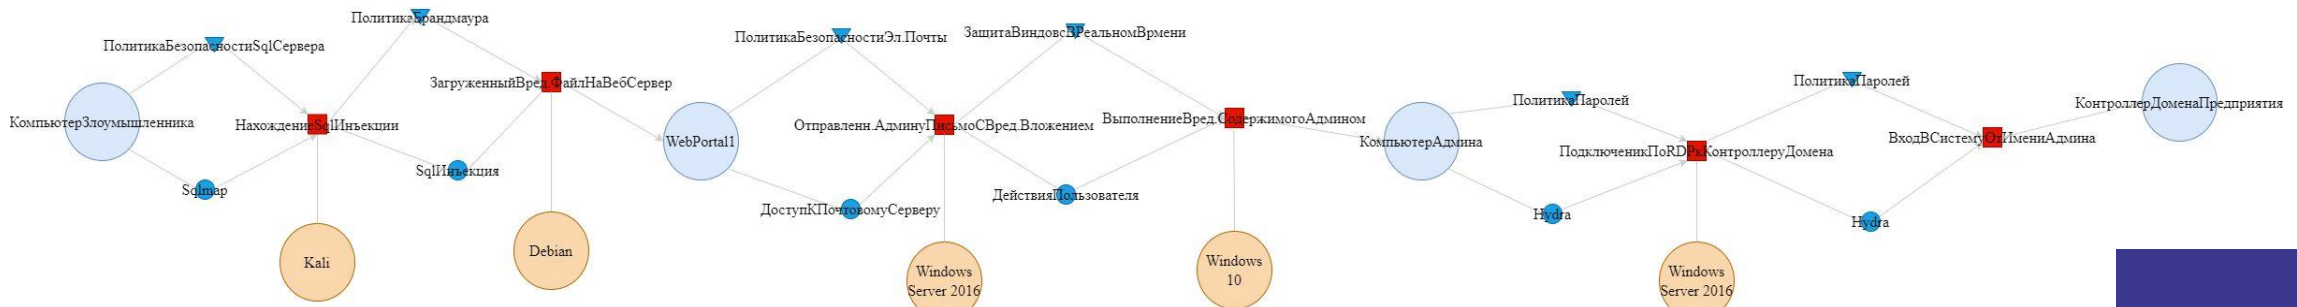 ПолитикаБрандмаура
ПолитикаБезопасностиSqlСервера
ЗагруженныйВред.ФайлНаВебСервер
КомпьютерЗлоумышленника
НахождениеSqlИнъекции
SqlИнъекция
Sqlmap
Kali
Debian
WebPortal1
ПолитикаБезопасностиЭл.Почты
ЗащитаВиндовсВРеальномВрмени
Отправленн.АдминуПисьмоСВред.Вложением
ВыполнениеВред.СодержимогоАдмином
ДоступКПочтовомуСерверу
ДействияПользователя
Windows
Server 2016
Windows
10
КомпьютерАдмина
ПолитикаПаролей
ПодключеникПоRDPкКонтроллеруДомена
Hydra
Windows
Server 2016
ПолитикаПаролей
ВходВСистемуОтИмениАдмина
Hydra
КонтроллерДоменаПредприятия